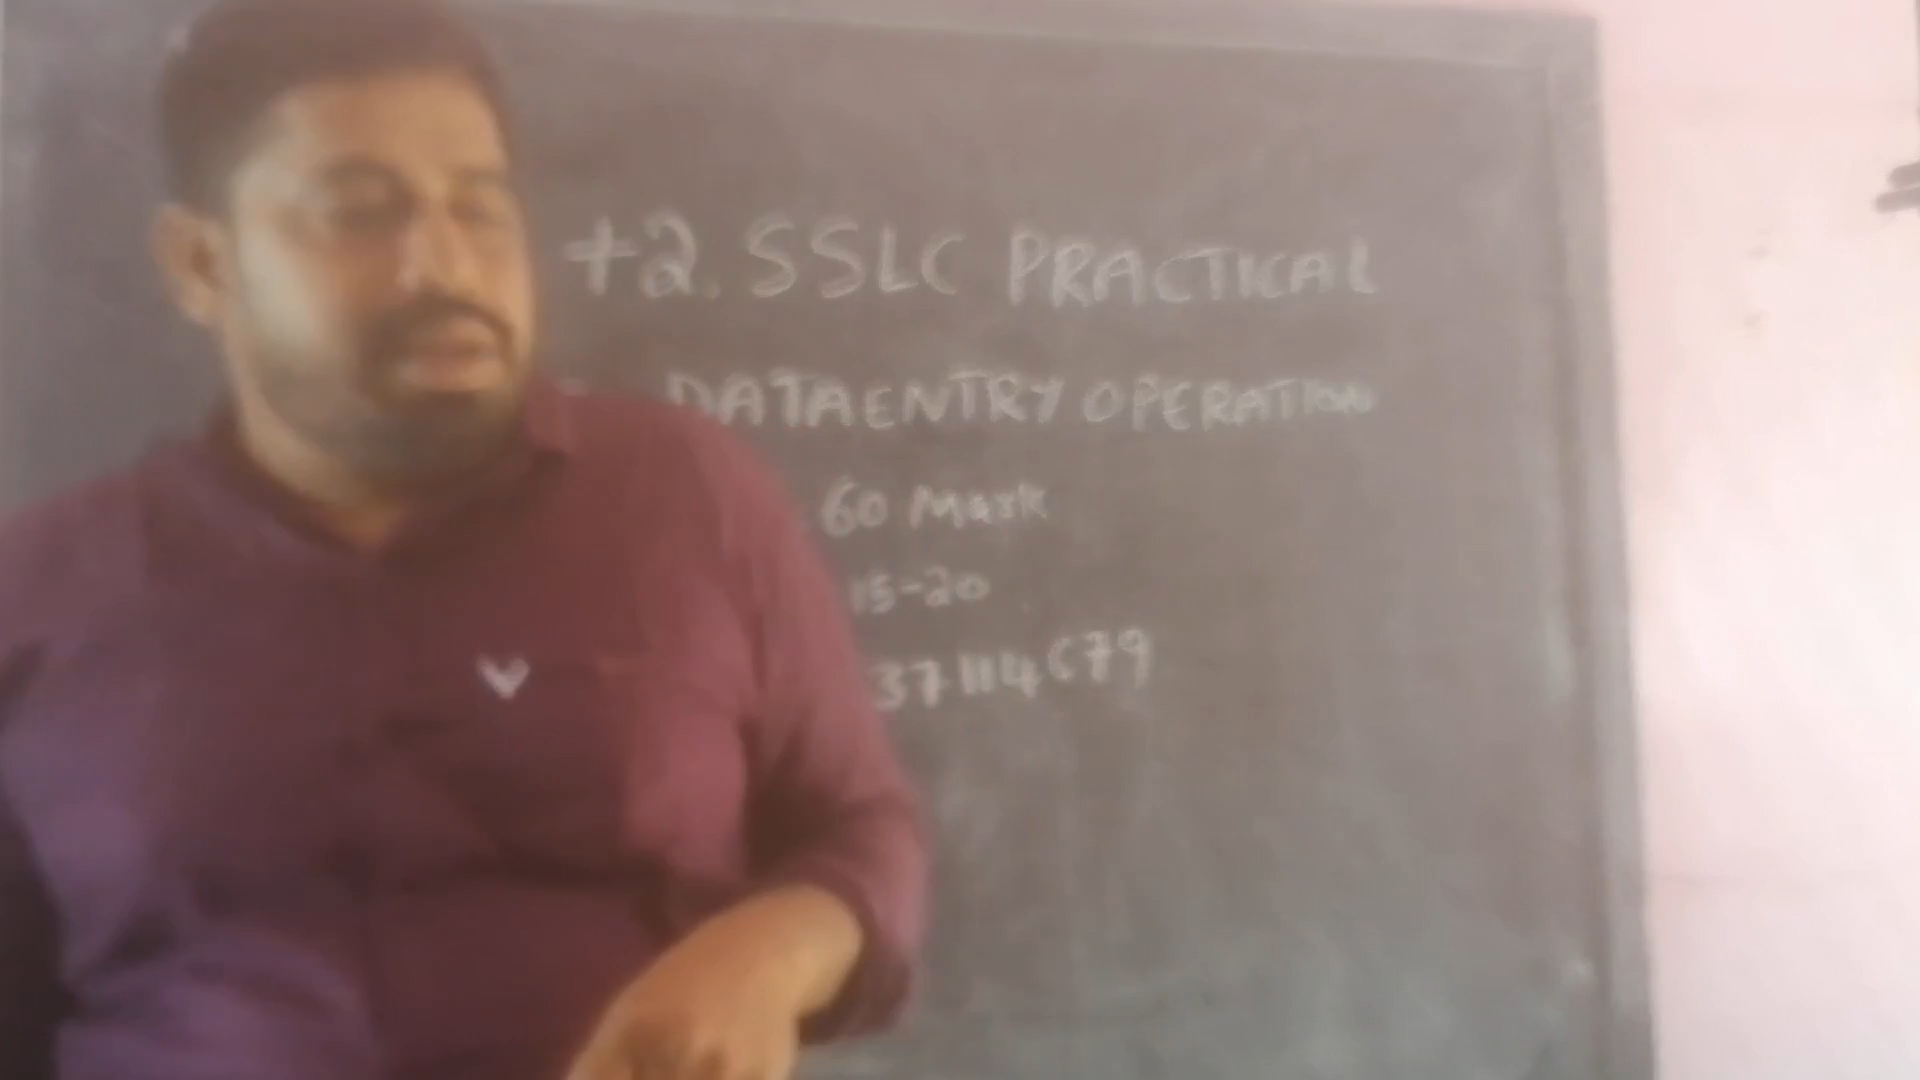 +2. SSLC PRACTICAL
DATAENTRY OPERATION
60 Mark
15-20
37114679